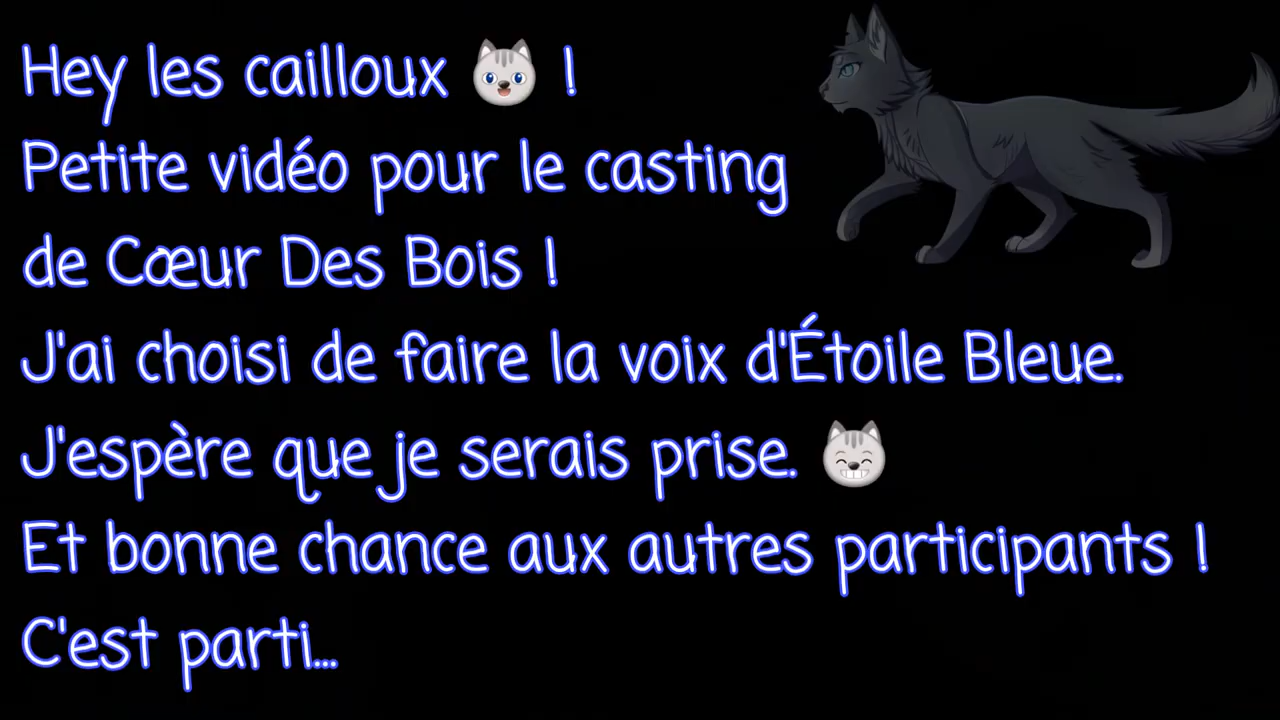 Hey les cailloux !
Petite vidéo pour le casting
de Cœur Des Bois !
J'ai choisi de faire la voix d'Étoile Bleue.
J'espère que je serais prise.
Et bonne chance aux autres participants !
C'est parti...